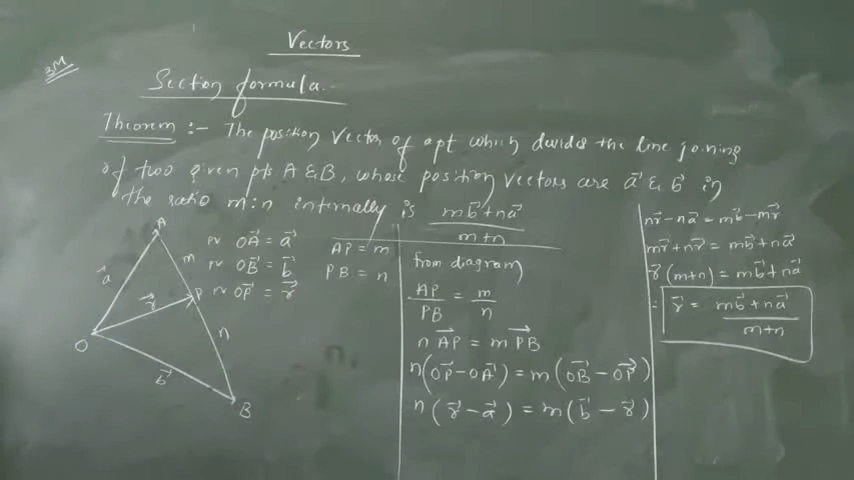 Vectors
3M
Section formula.-
Theorem :- The position Vector of a pt which divides the line joining
of two given pts A & B, whose position vectors are a⃗ & b⃗ in
the ratio m:n internally is (mb⃗ + na⃗)/(m+n)
A
a⃗
m
P
r⃗
n
O
b⃗
B
PV OA⃗ = a⃗
PV OB⃗ = b⃗
PV OP⃗ = r⃗
AP = m
PB = n
from diagram
AP/PB = m/n
n AP⃗ = m PB⃗
n(OP⃗ - OA⃗) = m(OB⃗ - OP⃗)
n(r⃗ - a⃗) = m(b⃗ - r⃗)
nr⃗ - na⃗ = mb⃗ - mr⃗
mr⃗ + nr⃗ = mb⃗ + na⃗
r⃗(m+n) = mb⃗ + na⃗
∴ r⃗ = (mb⃗ + na⃗)/(m+n)